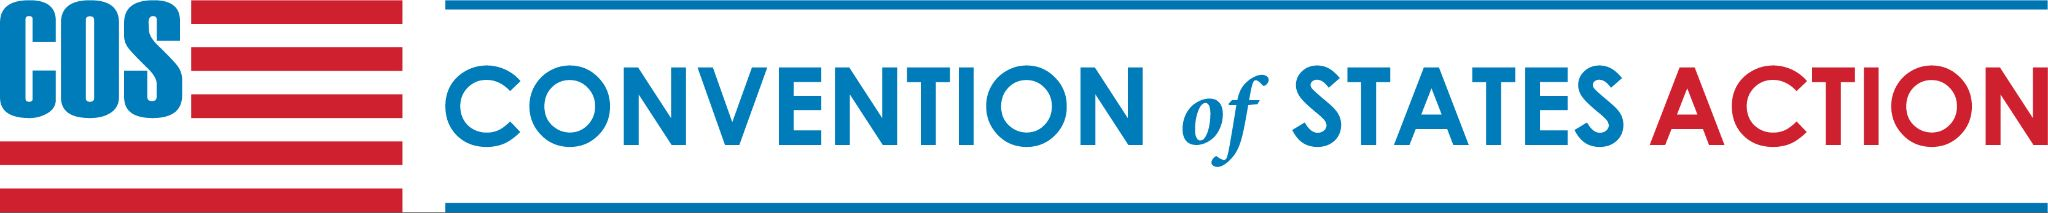 COS
CONVENTION of STATES ACTION